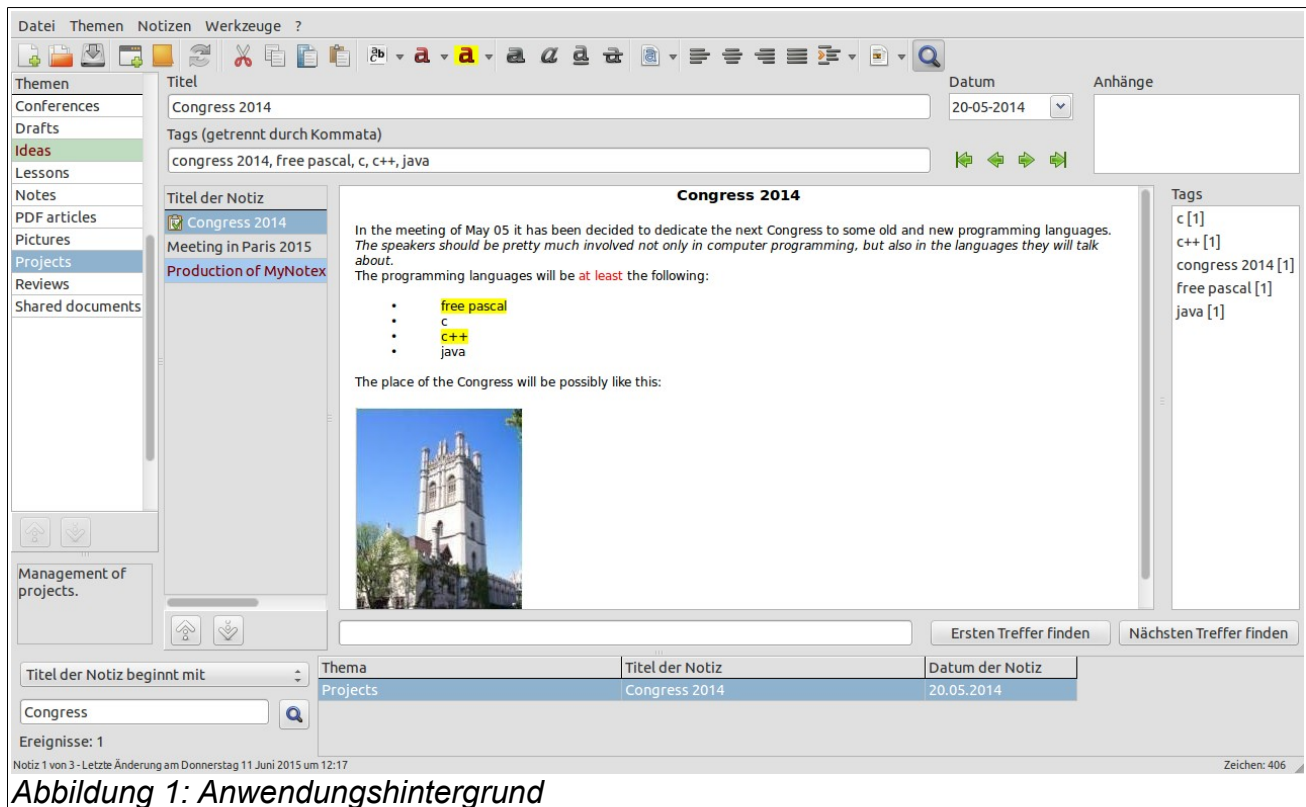 Datei Themen Notizen Werkzeuge ?
Themen
Conferences
Drafts
Ideas
Lessons
Notes
PDF articles
Pictures
Projects
Reviews
Shared documents
Management of
projects.
Titel
Congress 2014
Tags (getrennt durch Kommata)
congress 2014, free pascal, c, c++, java
Datum
20-05-2014
Anhänge
Titel der Notiz
Congress 2014
Meeting in Paris 2015
Production of MyNotex
Congress 2014
In the meeting of May 05 it has been decided to dedicate the next Congress to some old and new programming languages.
The speakers should be pretty much involved not only in computer programming, but also in the languages they will talk
about.
The programming languages will be at least the following:
• free pascal
• c
• c++
• java
The place of the Congress will be possibly like this:
Tags
c [1]
c++ [1]
congress 2014 [1]
free pascal [1]
java [1]
Ersten Treffer finden
Nächsten Treffer finden
Titel der Notiz beginnt mit
Congress
Ereignisse: 1
Thema Titel der Notiz Datum der Notiz
Projects Congress 2014 20.05.2014
Notiz 1 von 3 - Letzte Änderung am Donnerstag 11 Juni 2015 um 12:17
Zeichen: 406
Abbildung 1: Anwendungshintergrund